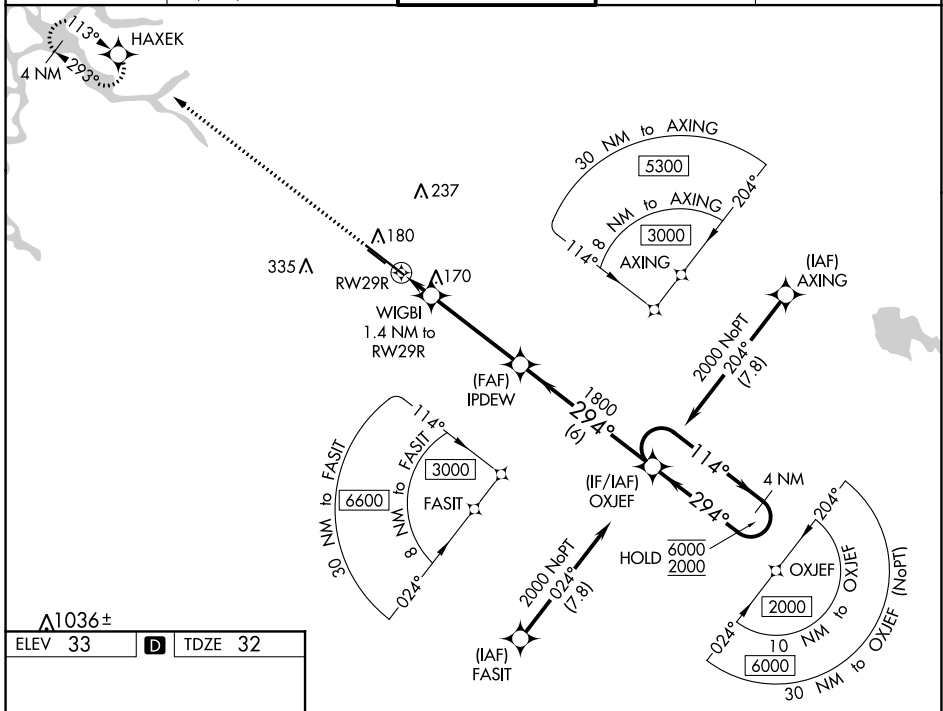 113°
HAXEK
4 NM
293°
30 NM to AXING
5300
8 NM to AXING
3000
204°
114°
AXING
237
180
335
RW29R
170
WIGBI
1.4 NM to
RW29R
(IAF)
AXING
2000 NoPT
204°
(7.8)
(FAF)
IPDEW
1800
294°
(6)
114°
30 NM to FASIT
6600
8 NM to FASIT
3000
FASIT
024°
(IF/IAF)
OXJEF
114°
4 NM
294°
HOLD 6000
2000
204°
OXJEF
2000
10 NM to OXJEF
024°
6000
30 NM to OXJEF (NoPT)
2000 NoPT
024°
(7.8)
(IAF)
FASIT
1036±
ELEV 33 D TDZE 32